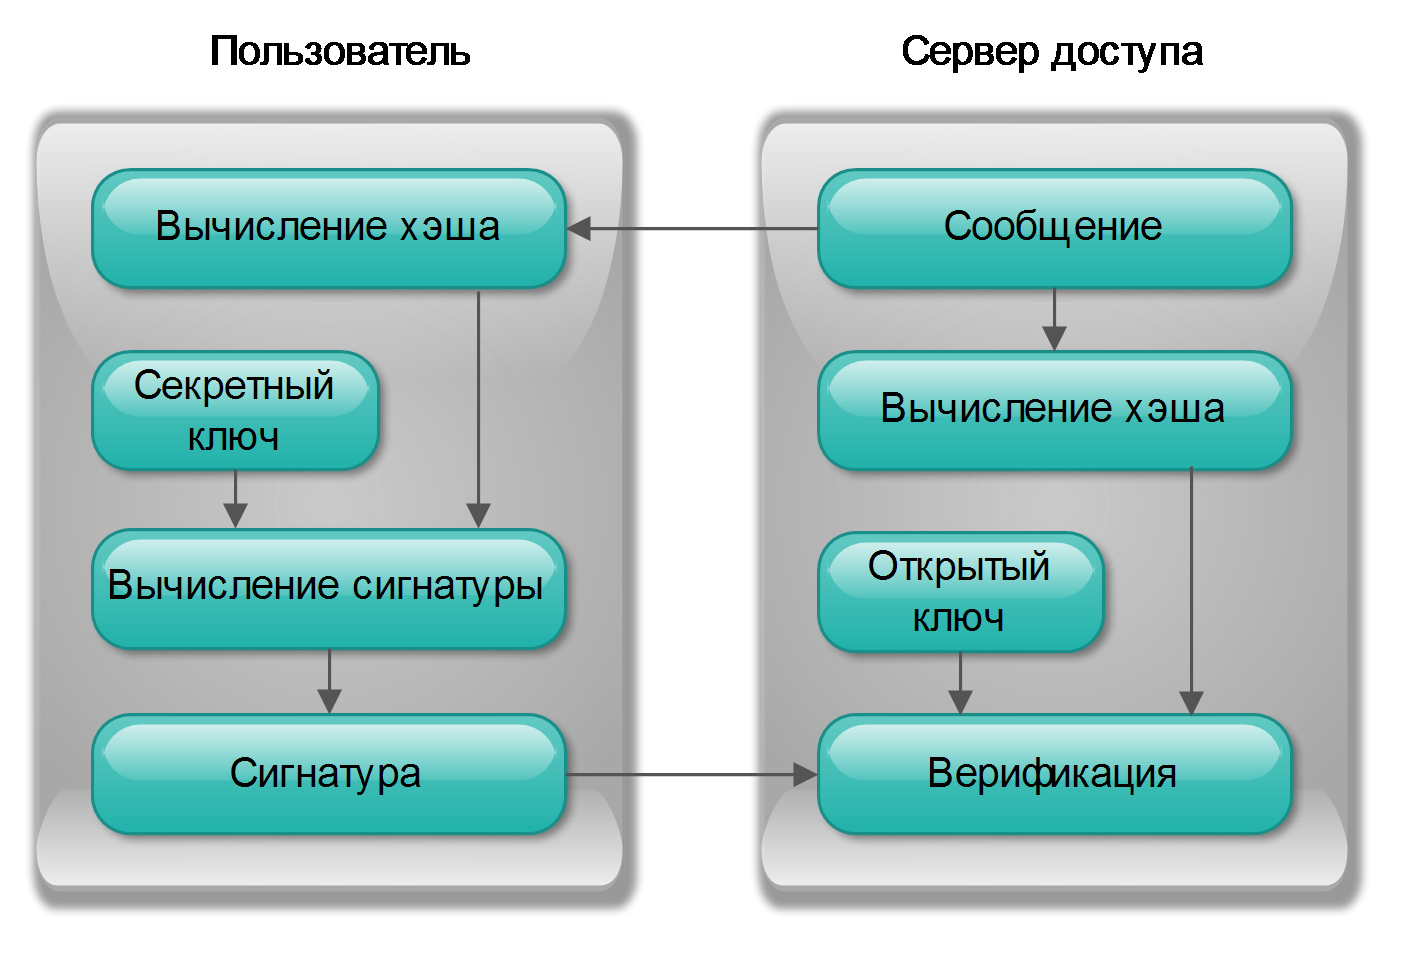 Пользователь
Сервер доступа
Вычисление хэша
Секретный
ключ
Вычисление сигнатуры
Сигнатура
Сообщение
Вычисление хэша
Открытый
ключ
Верификация